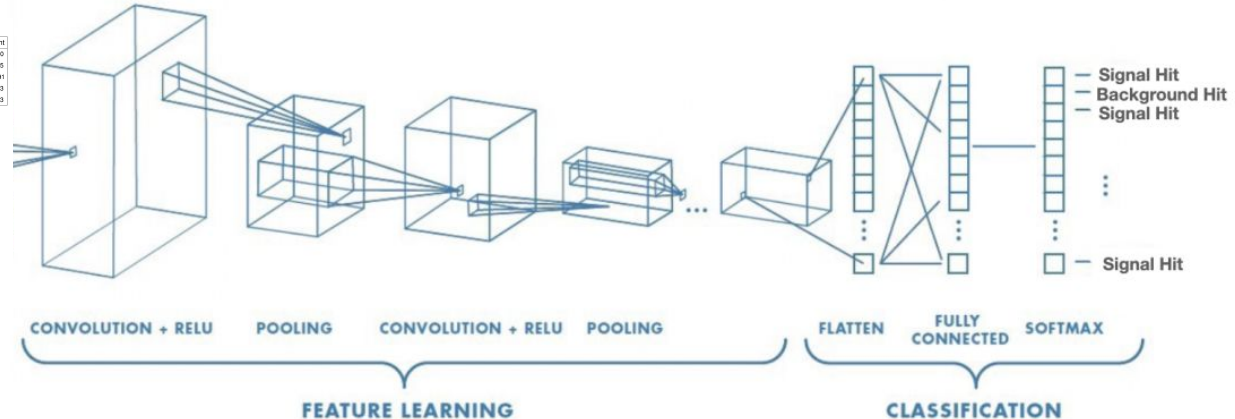 Signal Hit
Background Hit
Signal Hit
Signal Hit
CONVOLUTION + RELU
POOLING
CONVOLUTION + RELU
POOLING
FLATTEN
FULLY
CONNECTED
SOFTMAX
FEATURE LEARNING
CLASSIFICATION